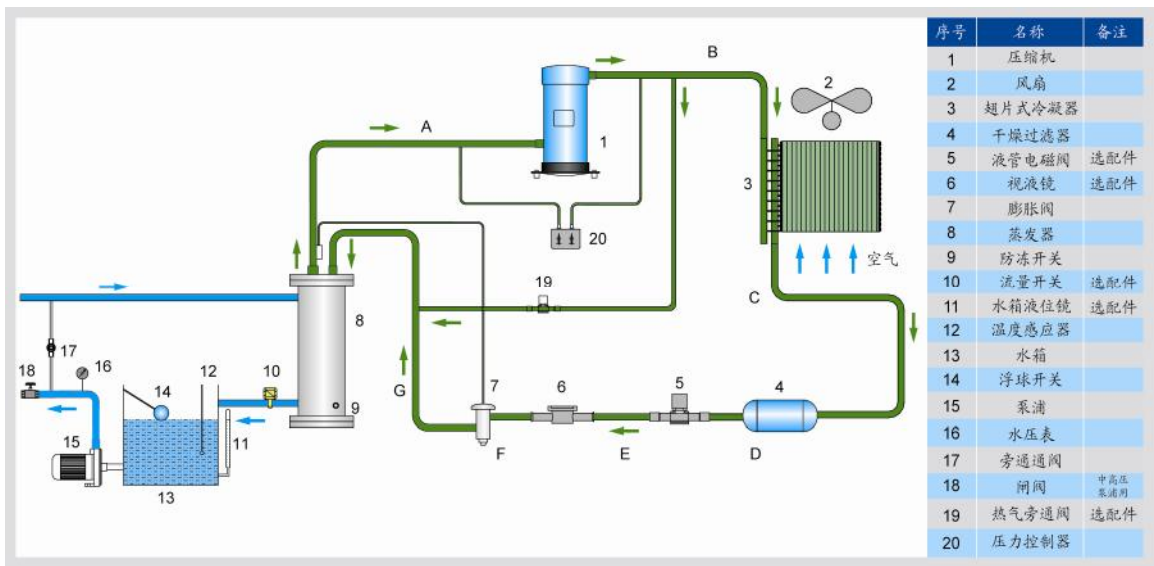 A
B
1
2
3
空气
20
19
C
8
17
18
16
14
12
10
9
G
7
6
5
4
11
15
13
F
E
D
序号 名称 备注
1 压缩机
2 风扇
3 翅片式冷凝器
4 干燥过滤器
5 液管电磁阀 选配件
6 视液镜 选配件
7 膨胀阀
8 蒸发器
9 防冻开关
10 流量开关 选配件
11 水箱液位镜 选配件
12 温度感应器
13 水箱
14 浮球开关
15 泵浦
16 水压表
17 旁通通阀
18 闸阀 中高压
泵浦用
19 热气旁通阀 选配件
20 压力控制器